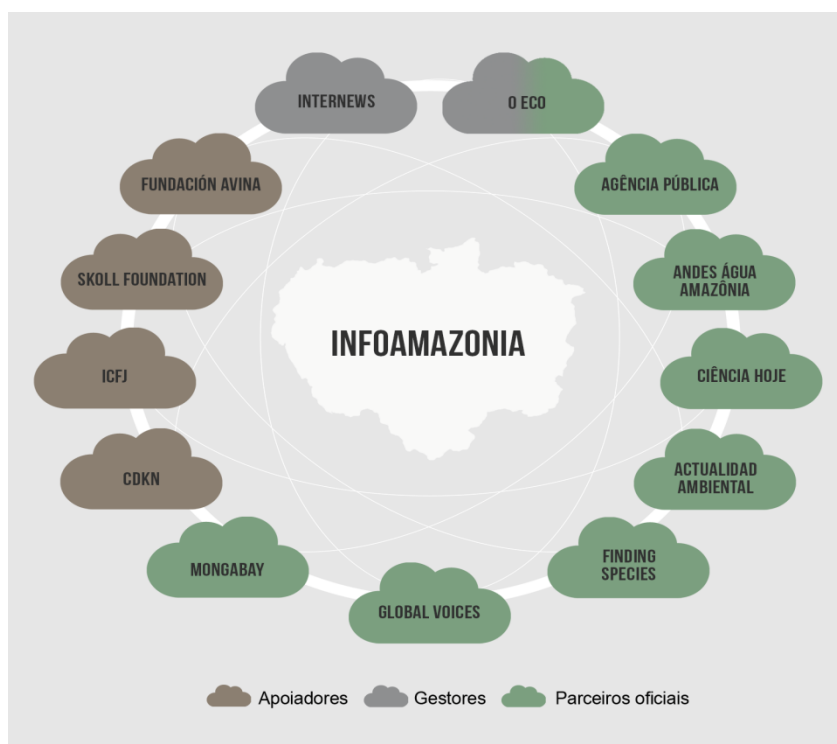 INTERNEWS
O ECO
FUNDACIÓN AVINA
AGÊNCIA PÚBLICA
SKOLL FOUNDATION
ANDES ÁGUA
AMAZÔNIA
INFOAMAZONIA
ICFJ
CIÊNCIA HOJE
CDKN
ACTUALIDAD
AMBIENTAL
MONGABAY
FINDING
SPECIES
GLOBAL VOICES
Apoiadores
Gestores
Parceiros oficiais